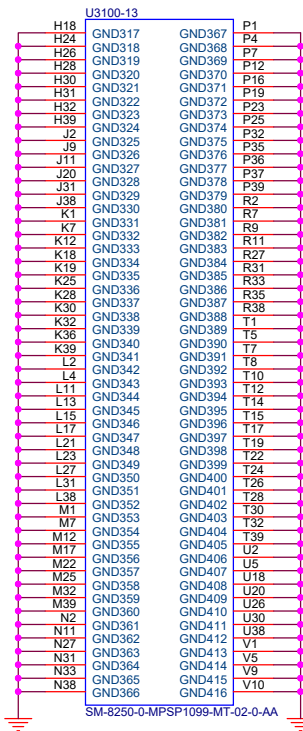 U3100-13
H18 GND317 GND367 P1
H24 GND318 GND368 P4
H26 GND319 GND369 P7
H28 GND320 GND370 P12
H30 GND321 GND371 P16
H31 GND322 GND372 P19
H32 GND323 GND373 P23
H39 GND324 GND374 P25
J2 GND325 GND375 P32
J9 GND326 GND376 P35
J11 GND327 GND377 P36
J20 GND328 GND378 P37
J31 GND329 GND379 P39
J38 GND330 GND380 R2
K1 GND331 GND381 R7
K7 GND332 GND382 R9
K12 GND333 GND383 R11
K18 GND334 GND384 R27
K19 GND335 GND385 R31
K25 GND336 GND386 R33
K28 GND337 GND387 R35
K30 GND338 GND388 R38
K32 GND339 GND389 T1
K36 GND340 GND390 T5
K39 GND341 GND391 T7
L2 GND342 GND392 T8
L4 GND343 GND393 T10
L11 GND344 GND394 T12
L13 GND345 GND395 T14
L15 GND346 GND396 T15
L17 GND347 GND397 T17
L21 GND348 GND398 T19
L23 GND349 GND399 T22
L27 GND350 GND400 T24
L31 GND351 GND401 T26
L38 GND352 GND402 T28
M1 GND353 GND403 T30
M7 GND354 GND404 T32
M12 GND355 GND405 T39
M17 GND356 GND406 U2
M22 GND357 GND407 U5
M25 GND358 GND408 U18
M32 GND359 GND409 U20
M39 GND360 GND410 U26
N2 GND361 GND411 U30
N11 GND362 GND412 U38
N27 GND363 GND413 V1
N31 GND364 GND414 V5
N33 GND365 GND415 V9
N38 GND366 GND416 V10
SM-8250-0-MPSP1099-MT-02-0-AA